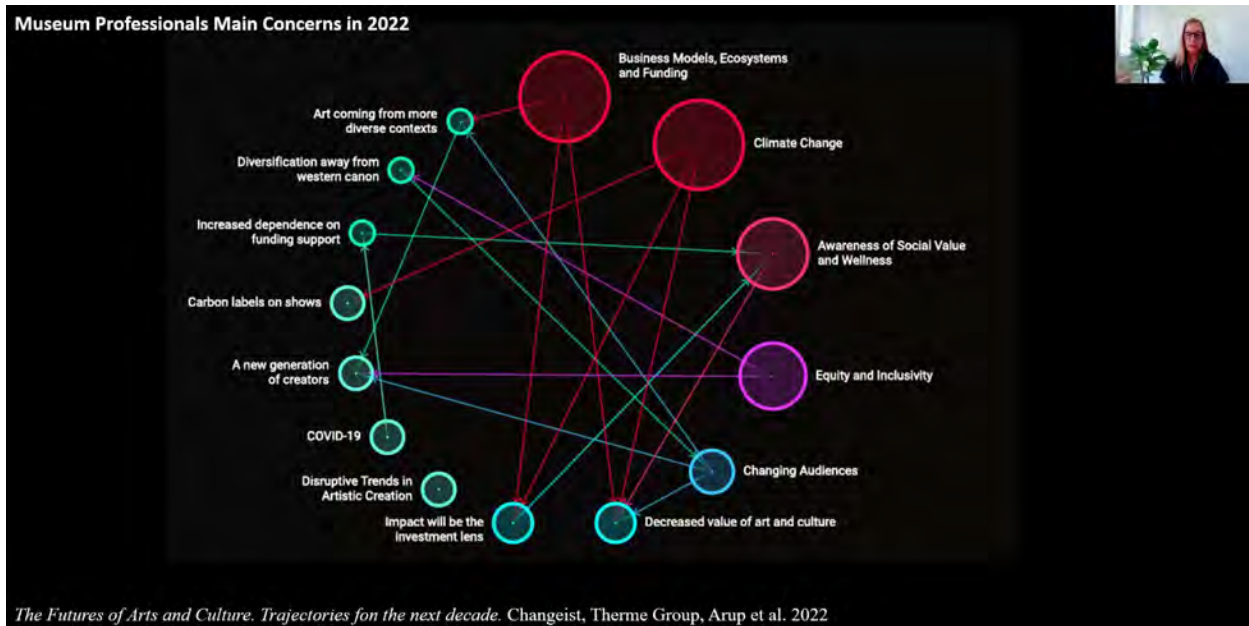 Museum Professionals Main Concerns in 2022
Business Models, Ecosystems
and Funding
Art coming from more
diverse contexts
Climate Change
Diversification away from
western canon
Increased dependence on
funding support
Awareness of Social Value
and Wellness
Carbon labels on shows
A new generation
of creators
Equity and Inclusivity
COVID-19
Changing Audiences
Disruptive Trends in
Artistic Creation
Impact will be the
investment lens
Decreased value of art and culture
The Futures of Arts and Culture. Trajectories fon the next decade. Changeist, Therme Group, Arup et al. 2022